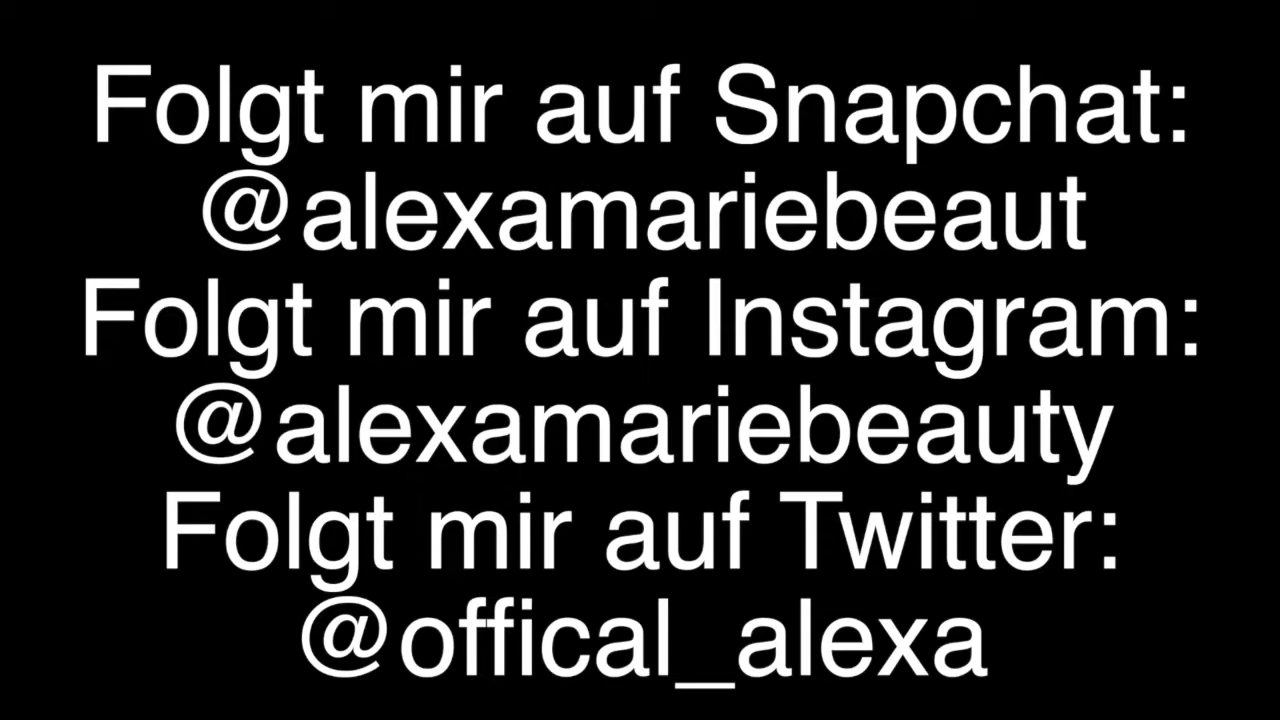 Folgt mir auf Snapchat:
@alexamariebeaut
Folgt mir auf Instagram:
@alexamariebeauty
Folgt mir auf Twitter:
@offical_alexa